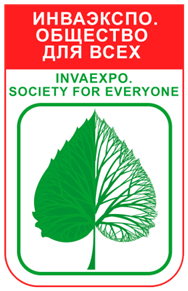 ИНВАЭКСПО.
ОБЩЕСТВО
ДЛЯ ВСЕХ
INVAEXPO.
SOCIETY FOR EVERYONE